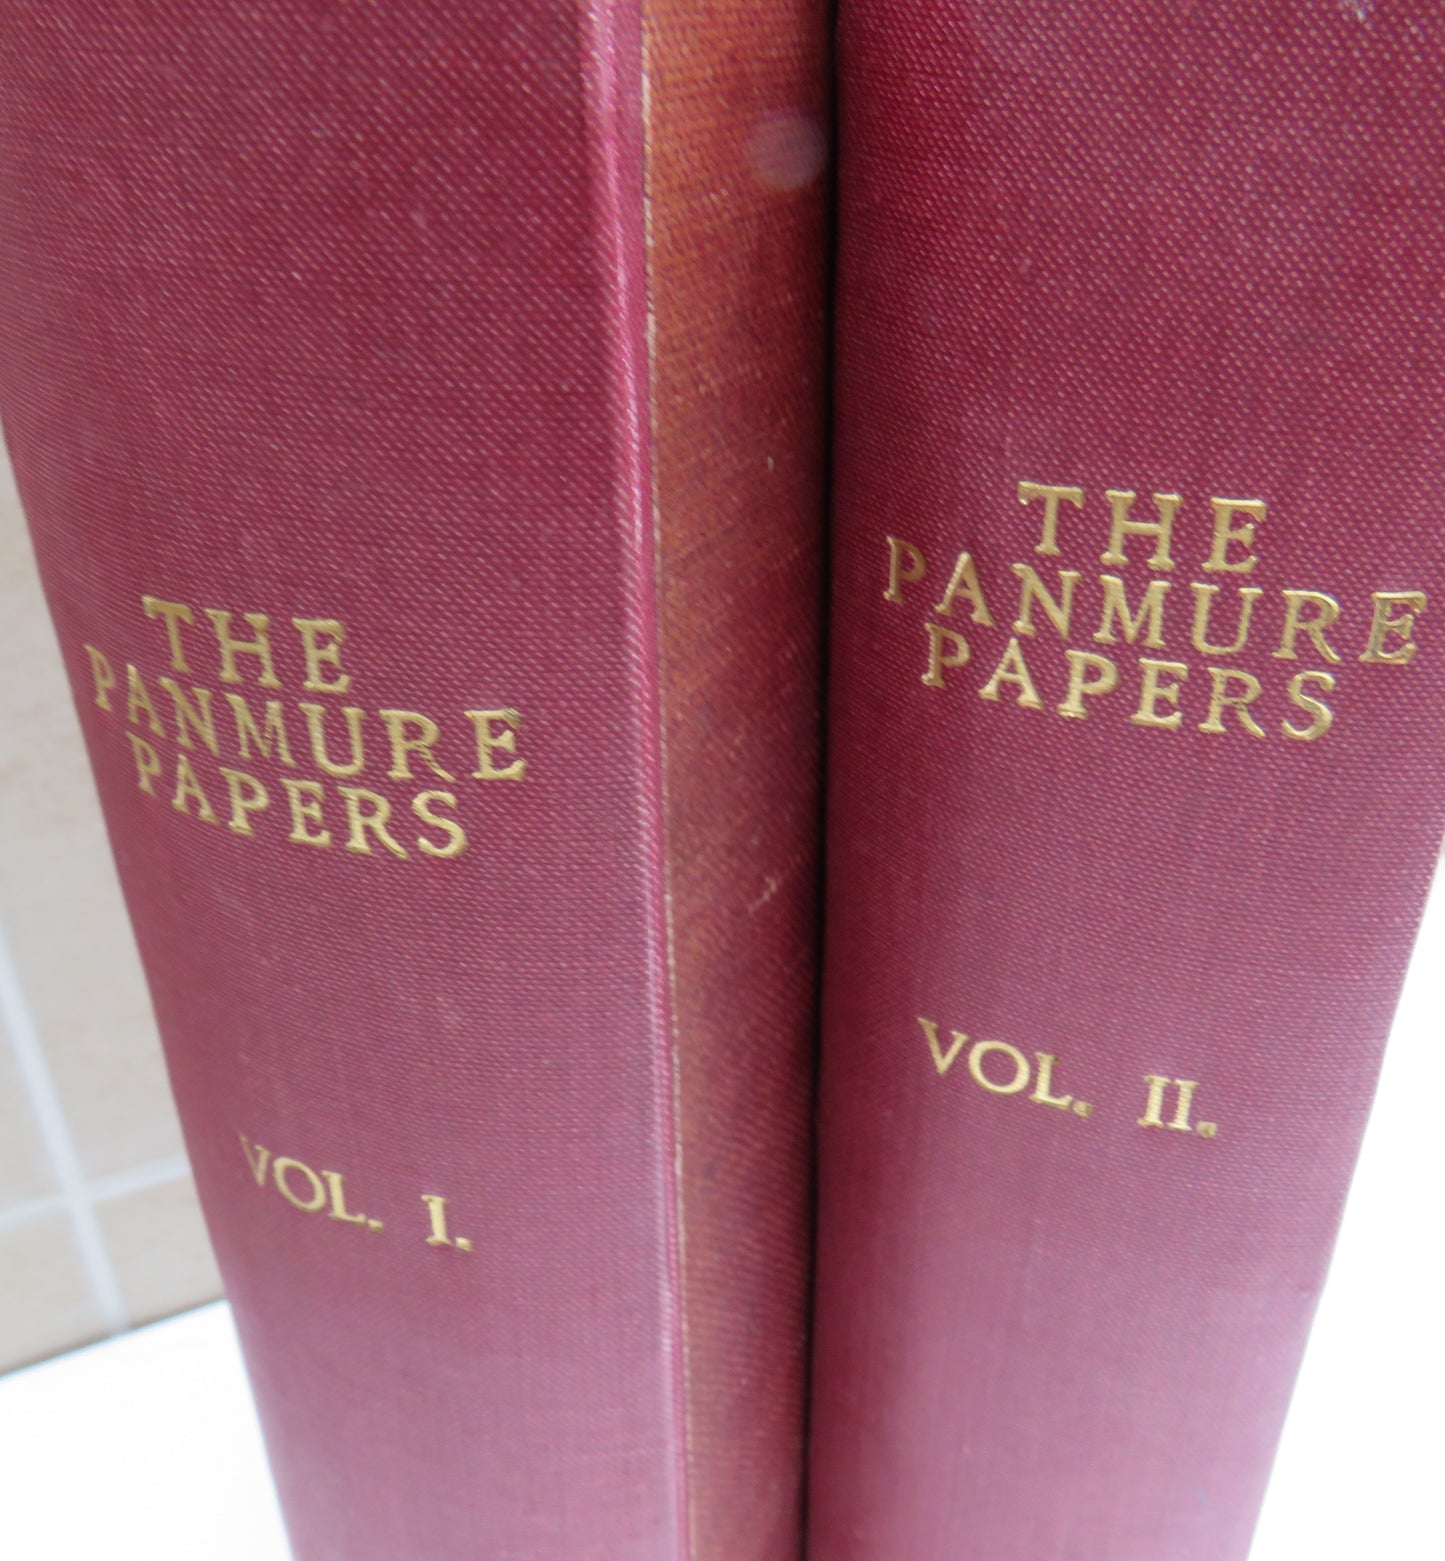 THE
PANMURE
PAPERS
VOL. I.
THE
PANMURE
PAPERS
VOL. II.